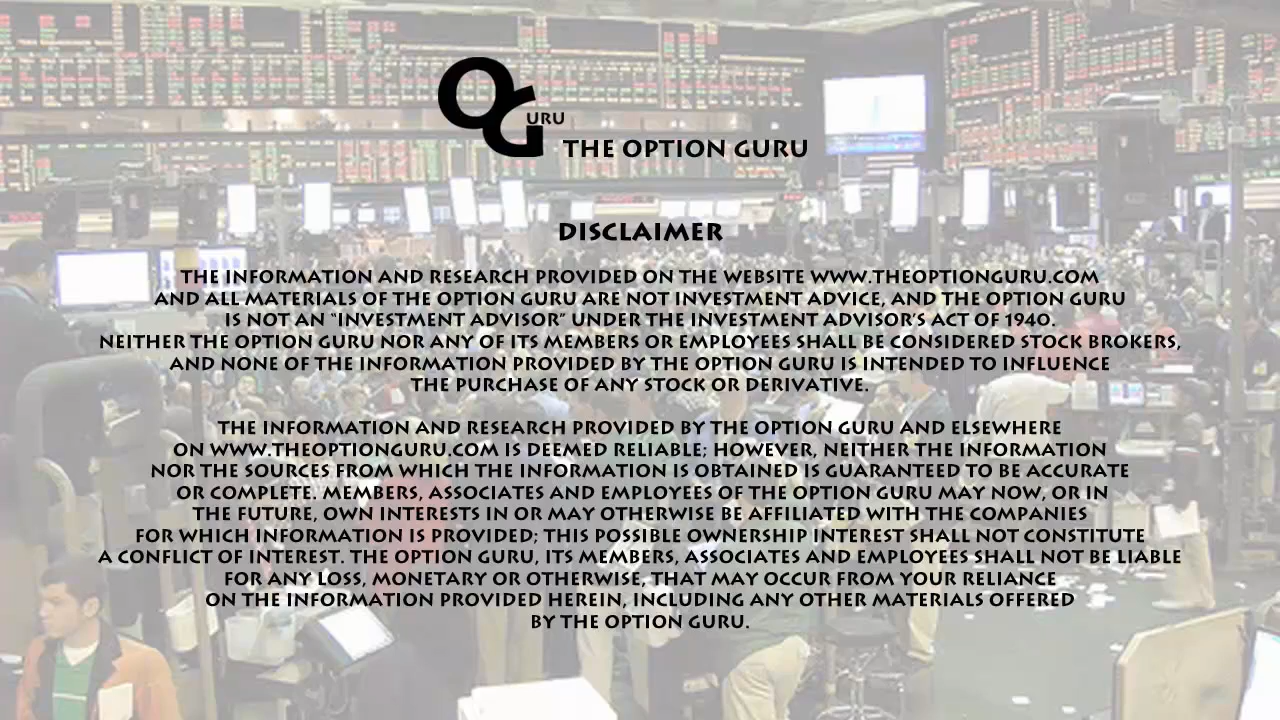 OG URU
THE OPTION GURU
DISCLAIMER
THE INFORMATION AND RESEARCH PROVIDED ON THE WEBSITE WWW.THEOPTIONGURU.COM
AND ALL MATERIALS OF THE OPTION GURU ARE NOT INVESTMENT ADVICE, AND THE OPTION GURU
IS NOT AN “INVESTMENT ADVISOR” UNDER THE INVESTMENT ADVISOR’S ACT OF 1940.
NEITHER THE OPTION GURU NOR ANY OF ITS MEMBERS OR EMPLOYEES SHALL BE CONSIDERED STOCK BROKERS,
AND NONE OF THE INFORMATION PROVIDED BY THE OPTION GURU IS INTENDED TO INFLUENCE
THE PURCHASE OF ANY STOCK OR DERIVATIVE.
THE INFORMATION AND RESEARCH PROVIDED BY THE OPTION GURU AND ELSEWHERE
ON WWW.THEOPTIONGURU.COM IS DEEMED RELIABLE; HOWEVER, NEITHER THE INFORMATION
NOR THE SOURCES FROM WHICH THE INFORMATION IS OBTAINED IS GUARANTEED TO BE ACCURATE
OR COMPLETE. MEMBERS, ASSOCIATES AND EMPLOYEES OF THE OPTION GURU MAY NOW, OR IN
THE FUTURE, OWN INTERESTS IN OR MAY OTHERWISE BE AFFILIATED WITH THE COMPANIES
FOR WHICH INFORMATION IS PROVIDED; THIS POSSIBLE OWNERSHIP INTEREST SHALL NOT CONSTITUTE
A CONFLICT OF INTEREST. THE OPTION GURU, ITS MEMBERS, ASSOCIATES AND EMPLOYEES SHALL NOT BE LIABLE
FOR ANY LOSS, MONETARY OR OTHERWISE, THAT MAY OCCUR FROM YOUR RELIANCE
ON THE INFORMATION PROVIDED HEREIN, INCLUDING ANY OTHER MATERIALS OFFERED
BY THE OPTION GURU.